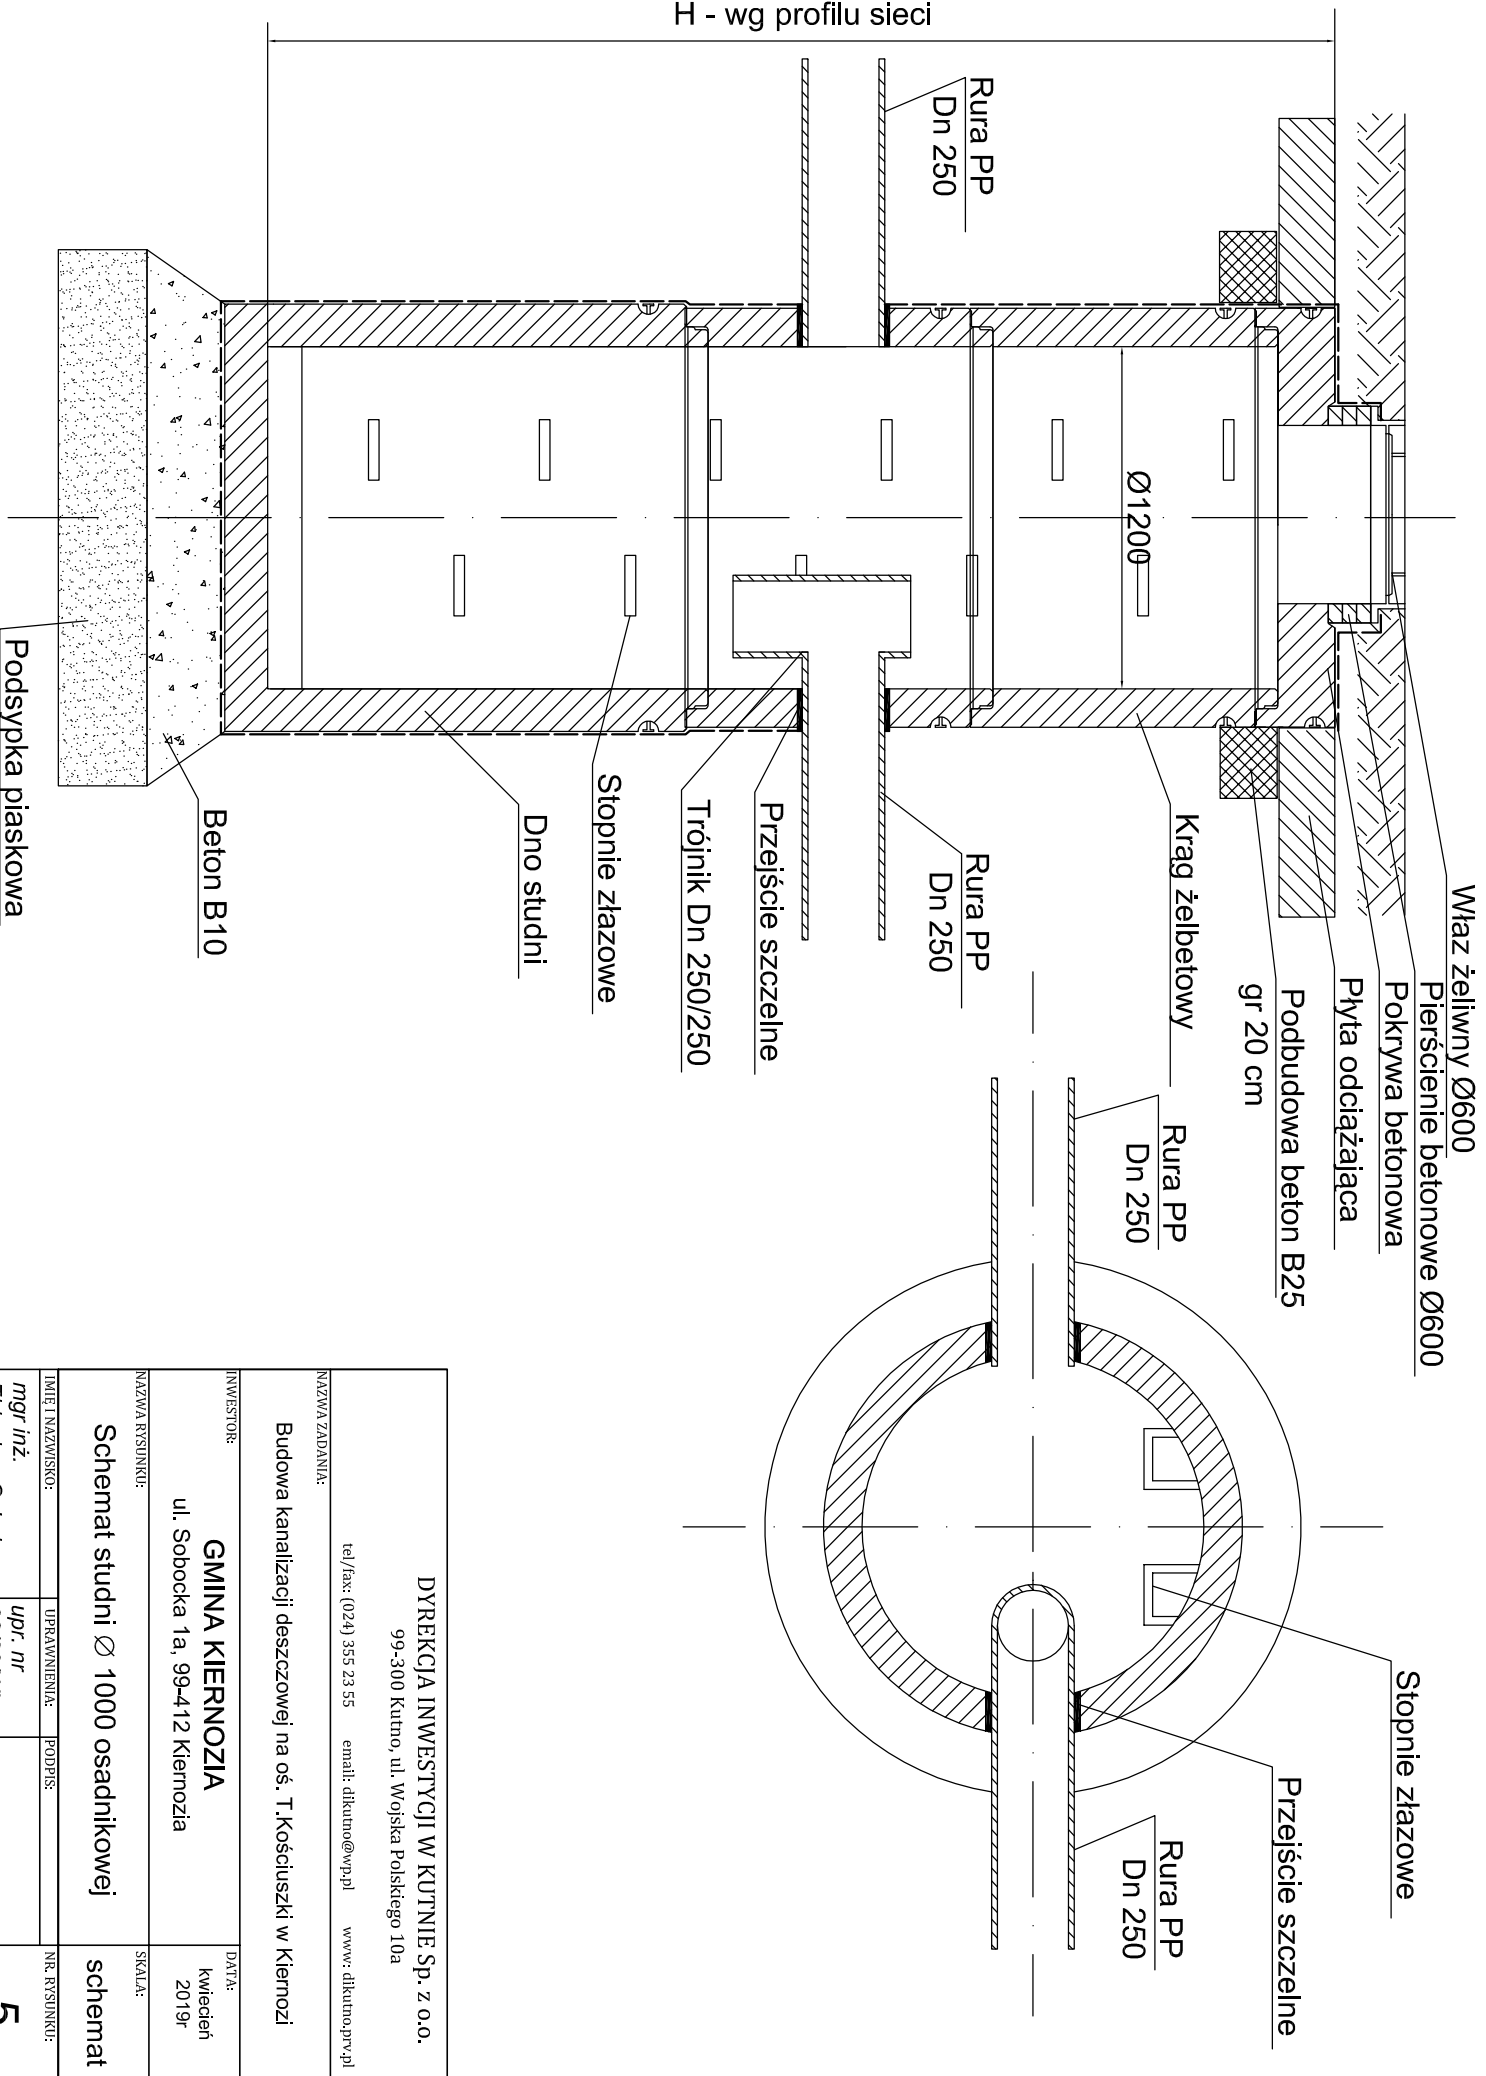 H - wg profilu sieci
Rura PP
Dn 250
Ø1200
Właz żeliwny Ø600
Pierścienie betonowe Ø600
Pokrywa betonowa
Płyta odciążająca
Podbudowa beton B25
gr 20 cm
Krąg żelbetowy
Rura PP
Dn 250
Przejście szczelne
Trójnik Dn 250/250
Stopnie złazowe
Dno studni
Beton B10
Podsypka piaskowa
Rura PP
Dn 250
Stopnie złazowe
Przejście szczelne
Rura PP
Dn 250
DYREKCJA INWESTYCJI W KUTNIE Sp. z o.o.
99-300 Kutno, ul. Wojska Polskiego 10a
tel/fax: (024) 355 23 55 email: dikutno@wp.pl www: dikutno.prv.pl
NAZWA ZADANIA:
Budowa kanalizacji deszczowej na oś. T.Kościuszki w Kiernozi
INWESTOR:
GMINA KIERNOZIA
ul. Sobocka 1a, 99-412 Kiernozia
DATA:
kwiecień
2019r
NAZWA RYSUNKU:
Schemat studni Ø 1000 osadnikowej
SKALA:
schemat
IMIĘ I NAZWISKO:
UPRAWNIENIA:
PODPIS:
NR. RYSUNKU:
mgr inż.
upr. nr
5